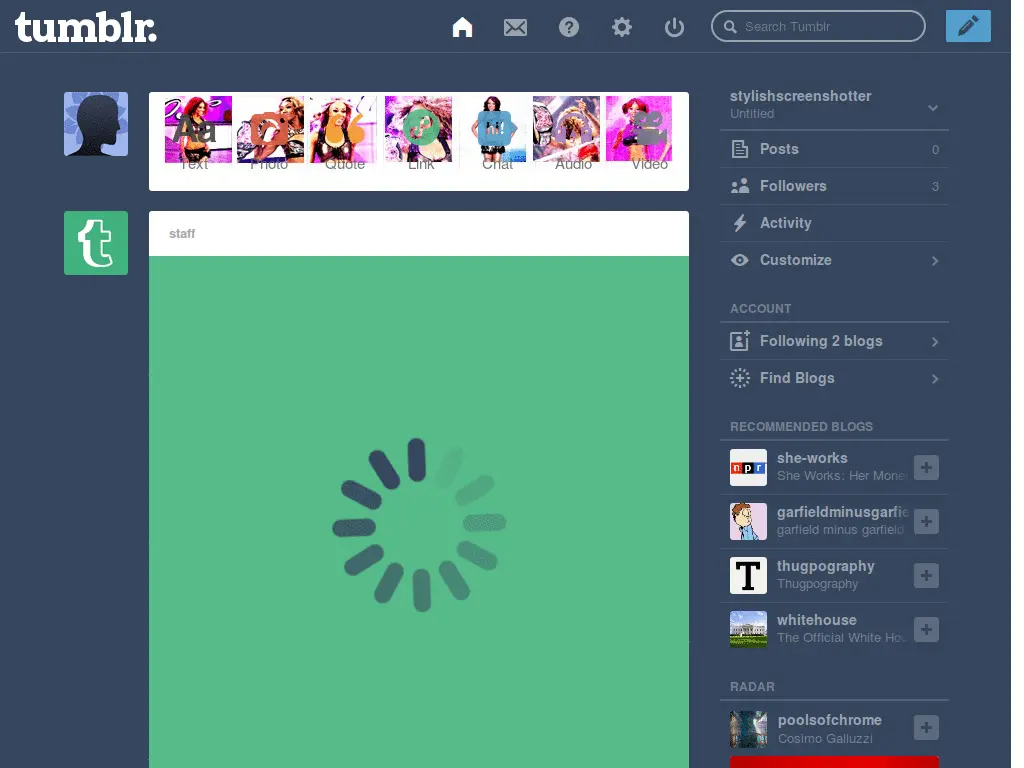 tumblr.
Search Tumblr
Aa
hi!
Text Photo Quote Link Chat Audio Video
t
staff
stylishscreenshotter
Untitled
Posts 0
Followers 3
Activity
Customize
ACCOUNT
Following 2 blogs
Find Blogs
RECOMMENDED BLOGS
npr
she-works
She Works: Her Mone
garfieldminusgarfie
garfield minus garfield
T
thugpography
Thugpography
whitehouse
The Official White Hou
RADAR
poolsofchrome
Cosimo Galluzzi